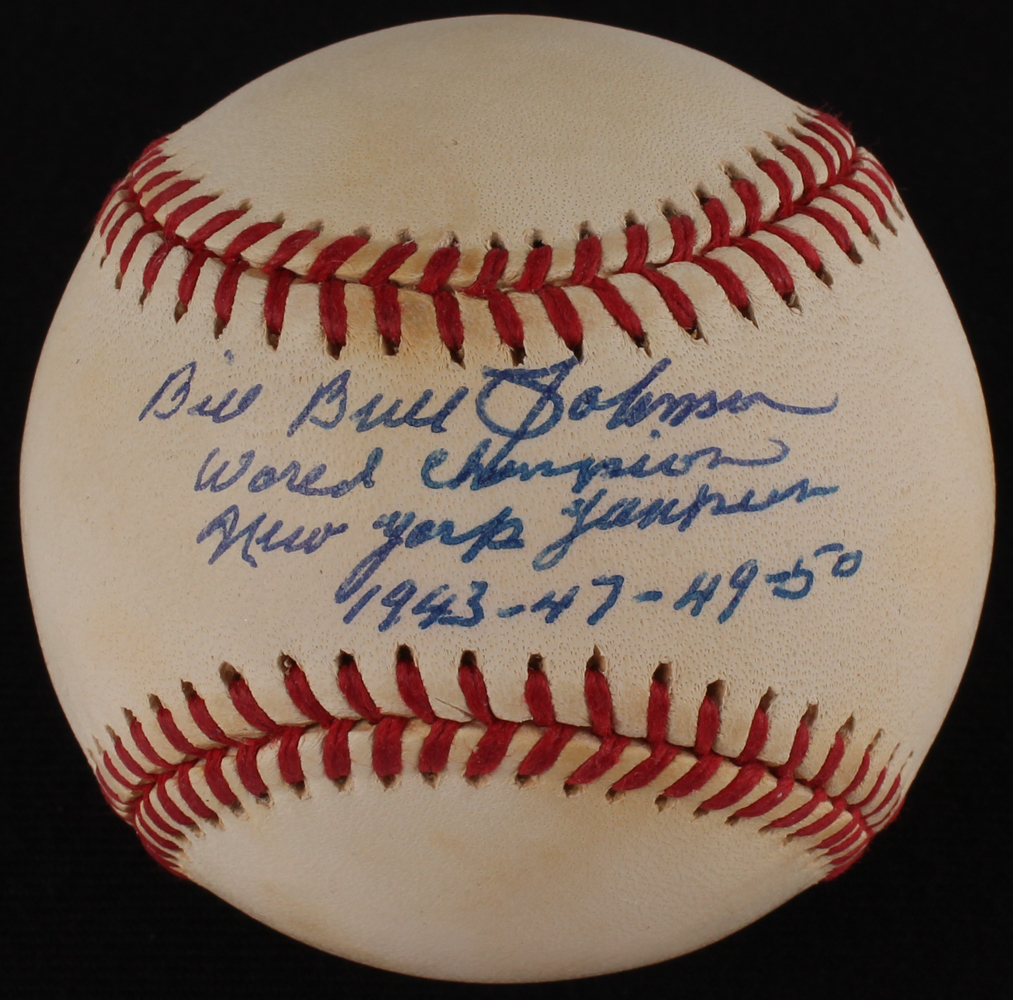 Bill Bull Johnson
World Champion
New York Yankees
1943-47-49-50